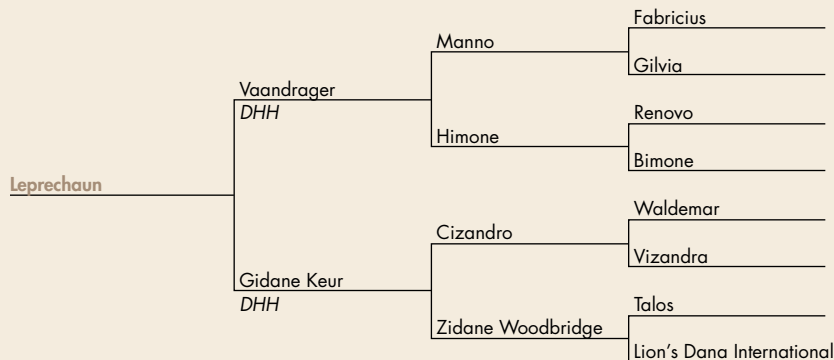 Fabricius
Manno
Gilvia
Vaandrager
DHH
Renovo
Himone
Bimone
Leprechaun
Waldemar
Cizandro
Vizandra
Gidane Keur
DHH
Talos
Zidane Woodbridge
Lion's Dana International